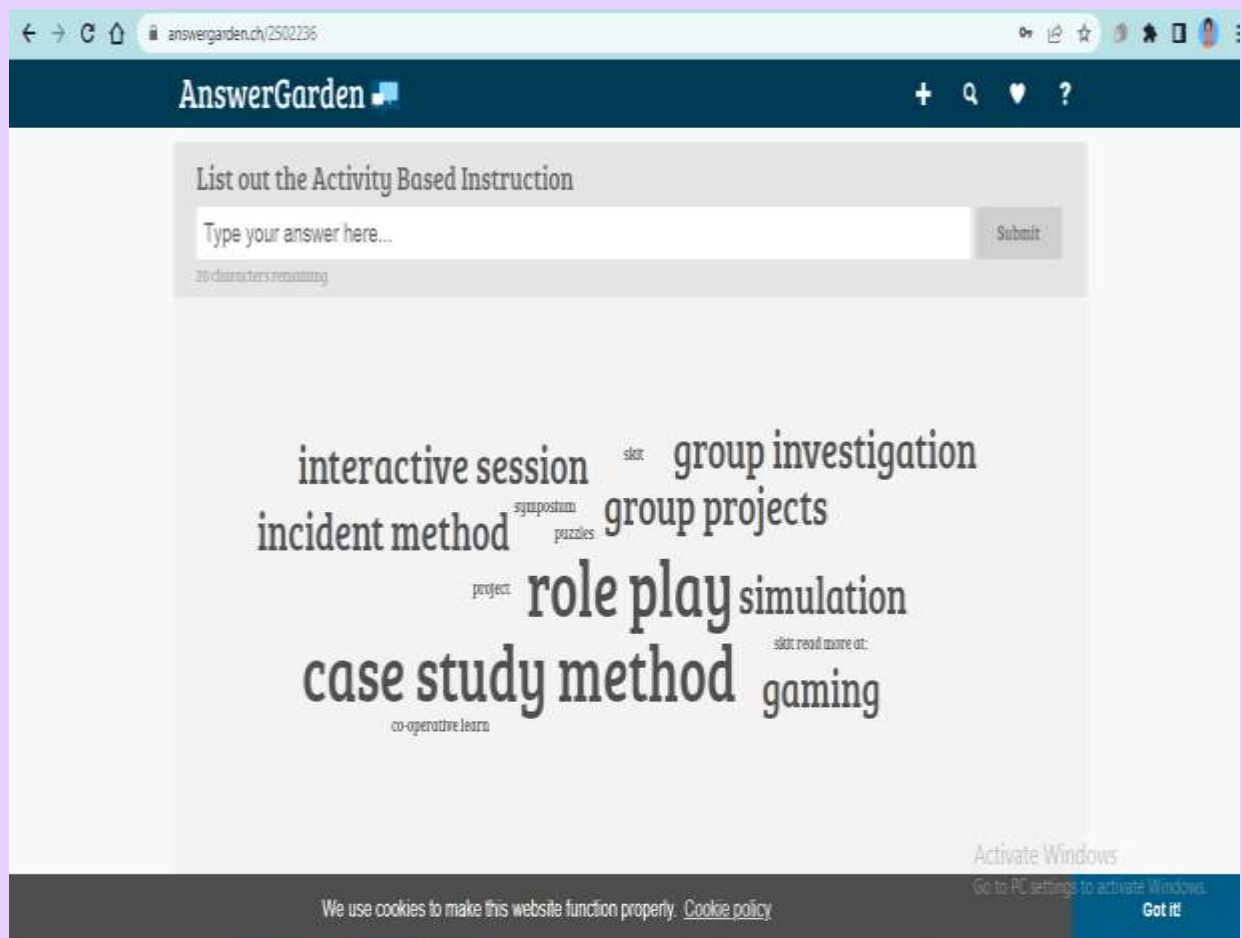 answergarden.ch/2502236
AnswerGarden
+ ?
List out the Activity Based Instruction
Type your answer here...
Submit
20 characters remaining
interactive session skit group investigation
incident method symposium group projects
puzzles
project role play simulation
skit read more at:
case study method gaming
co-operative learn
Activate Windows
Go to PC settings to activate Windows.
We use cookies to make this website function properly. Cookie policy Got it!